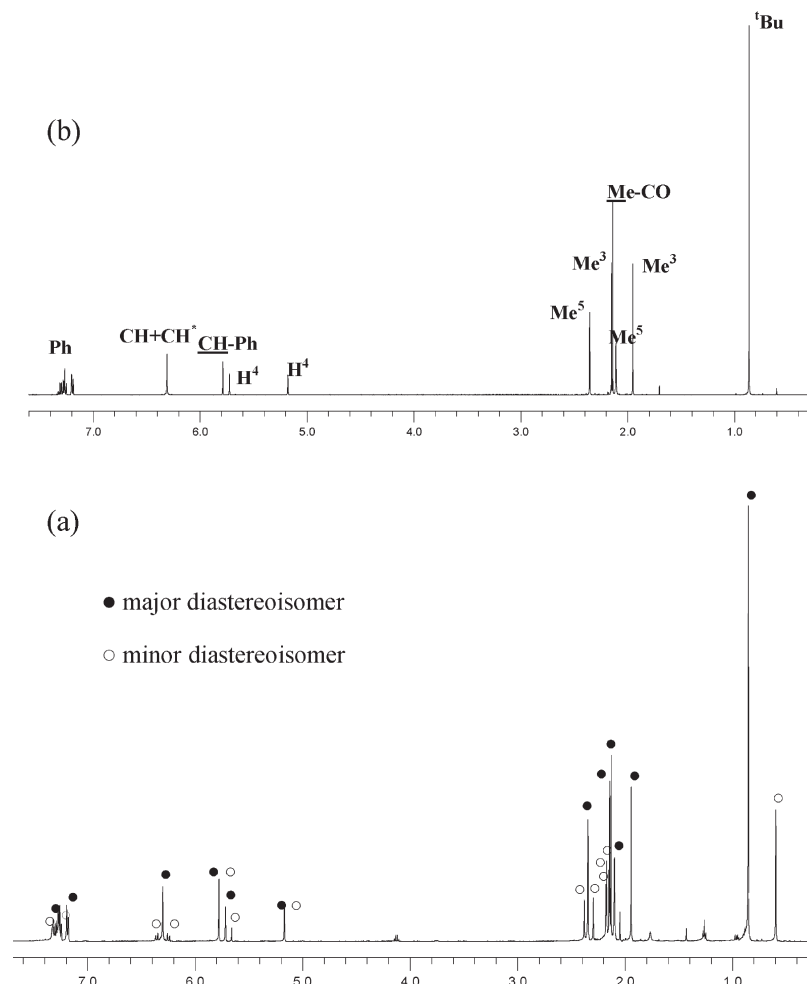 ᵗBu
(b)
Me-CO
Me³ Me³
Me⁵ Me⁵
CH+CH* CH-Ph
Ph H⁴ H⁴
7.0 6.0 5.0 4.0 3.0 2.0 1.0
(a)
● major diastereoisomer
○ minor diastereoisomer
7.0 6.0 5.0 4.0 3.0 2.0 1.0